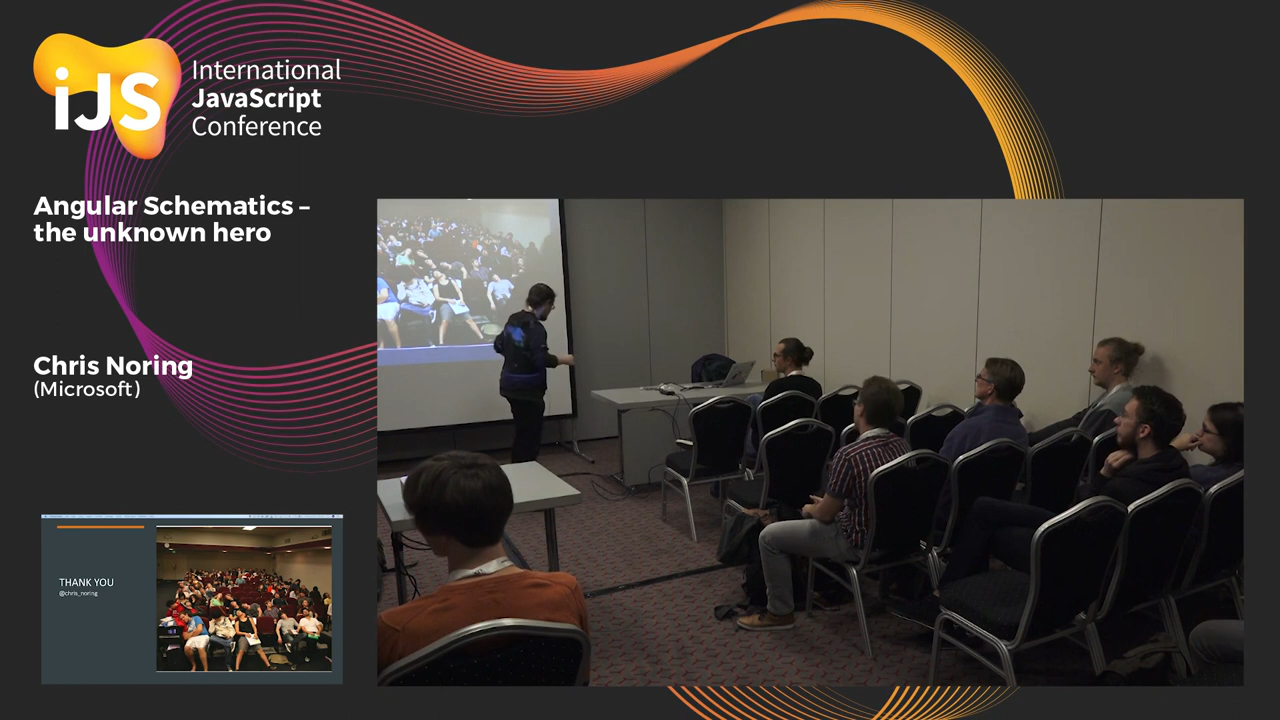 iJS
International
JavaScript
Conference
Angular Schematics –
the unknown hero
Chris Noring
(Microsoft)
THANK YOU
@chris_noring